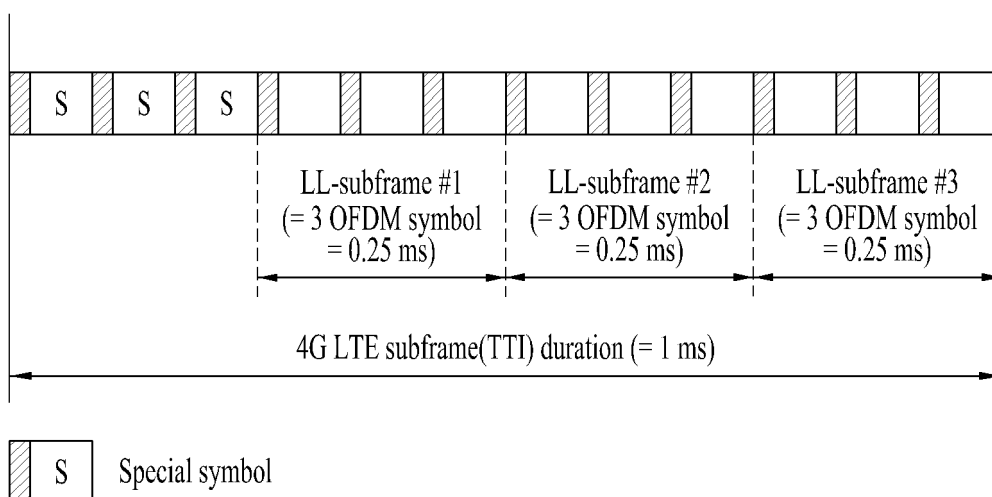 S S S
LL-subframe #1
(= 3 OFDM symbol
= 0.25 ms)
LL-subframe #2
(= 3 OFDM symbol
= 0.25 ms)
LL-subframe #3
(= 3 OFDM symbol
= 0.25 ms)
4G LTE subframe(TTI) duration (= 1 ms)
S Special symbol